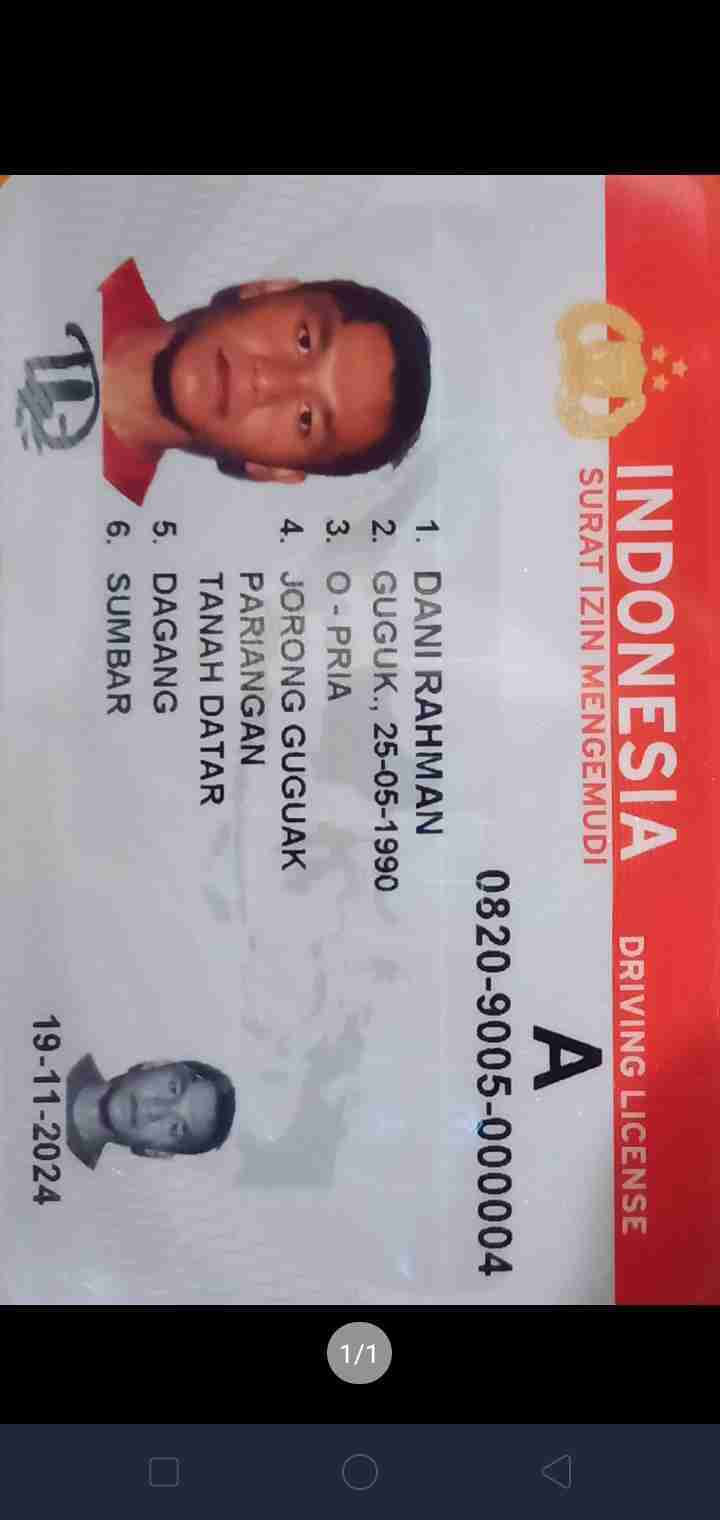 INDONESIA DRIVING LICENSE
SURAT IZIN MENGEMUDI
A
0820-9005-000004
1. DANI RAHMAN
2. GUGUK., 25-05-1990
3. O - PRIA
4. JORONG GUGUAK
PARIANGAN
TANAH DATAR
5. DAGANG
6. SUMBAR
19-11-2024
1/1